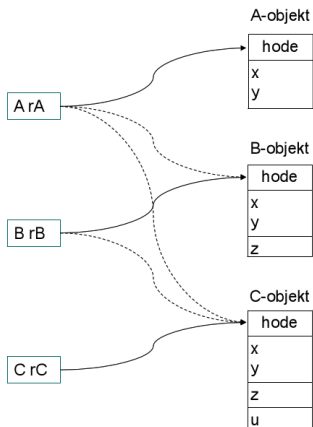 A-objekt
hode
x
y
A rA
B-objekt
hode
x
y
z
B rB
C-objekt
hode
x
y
z
u
C rC